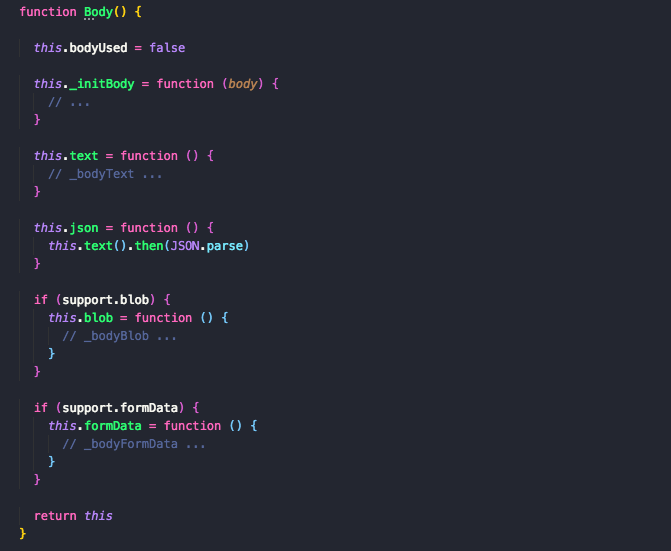 function Body() {
this.bodyUsed = false
this._initBody = function (body) {
// ...
}
this.text = function () {
// _bodyText ...
}
this.json = function () {
this.text().then(JSON.parse)
}
if (support.blob) {
this.blob = function () {
// _bodyBlob ...
}
}
if (support.formData) {
this.formData = function () {
// _bodyFormData ...
}
}
return this
}